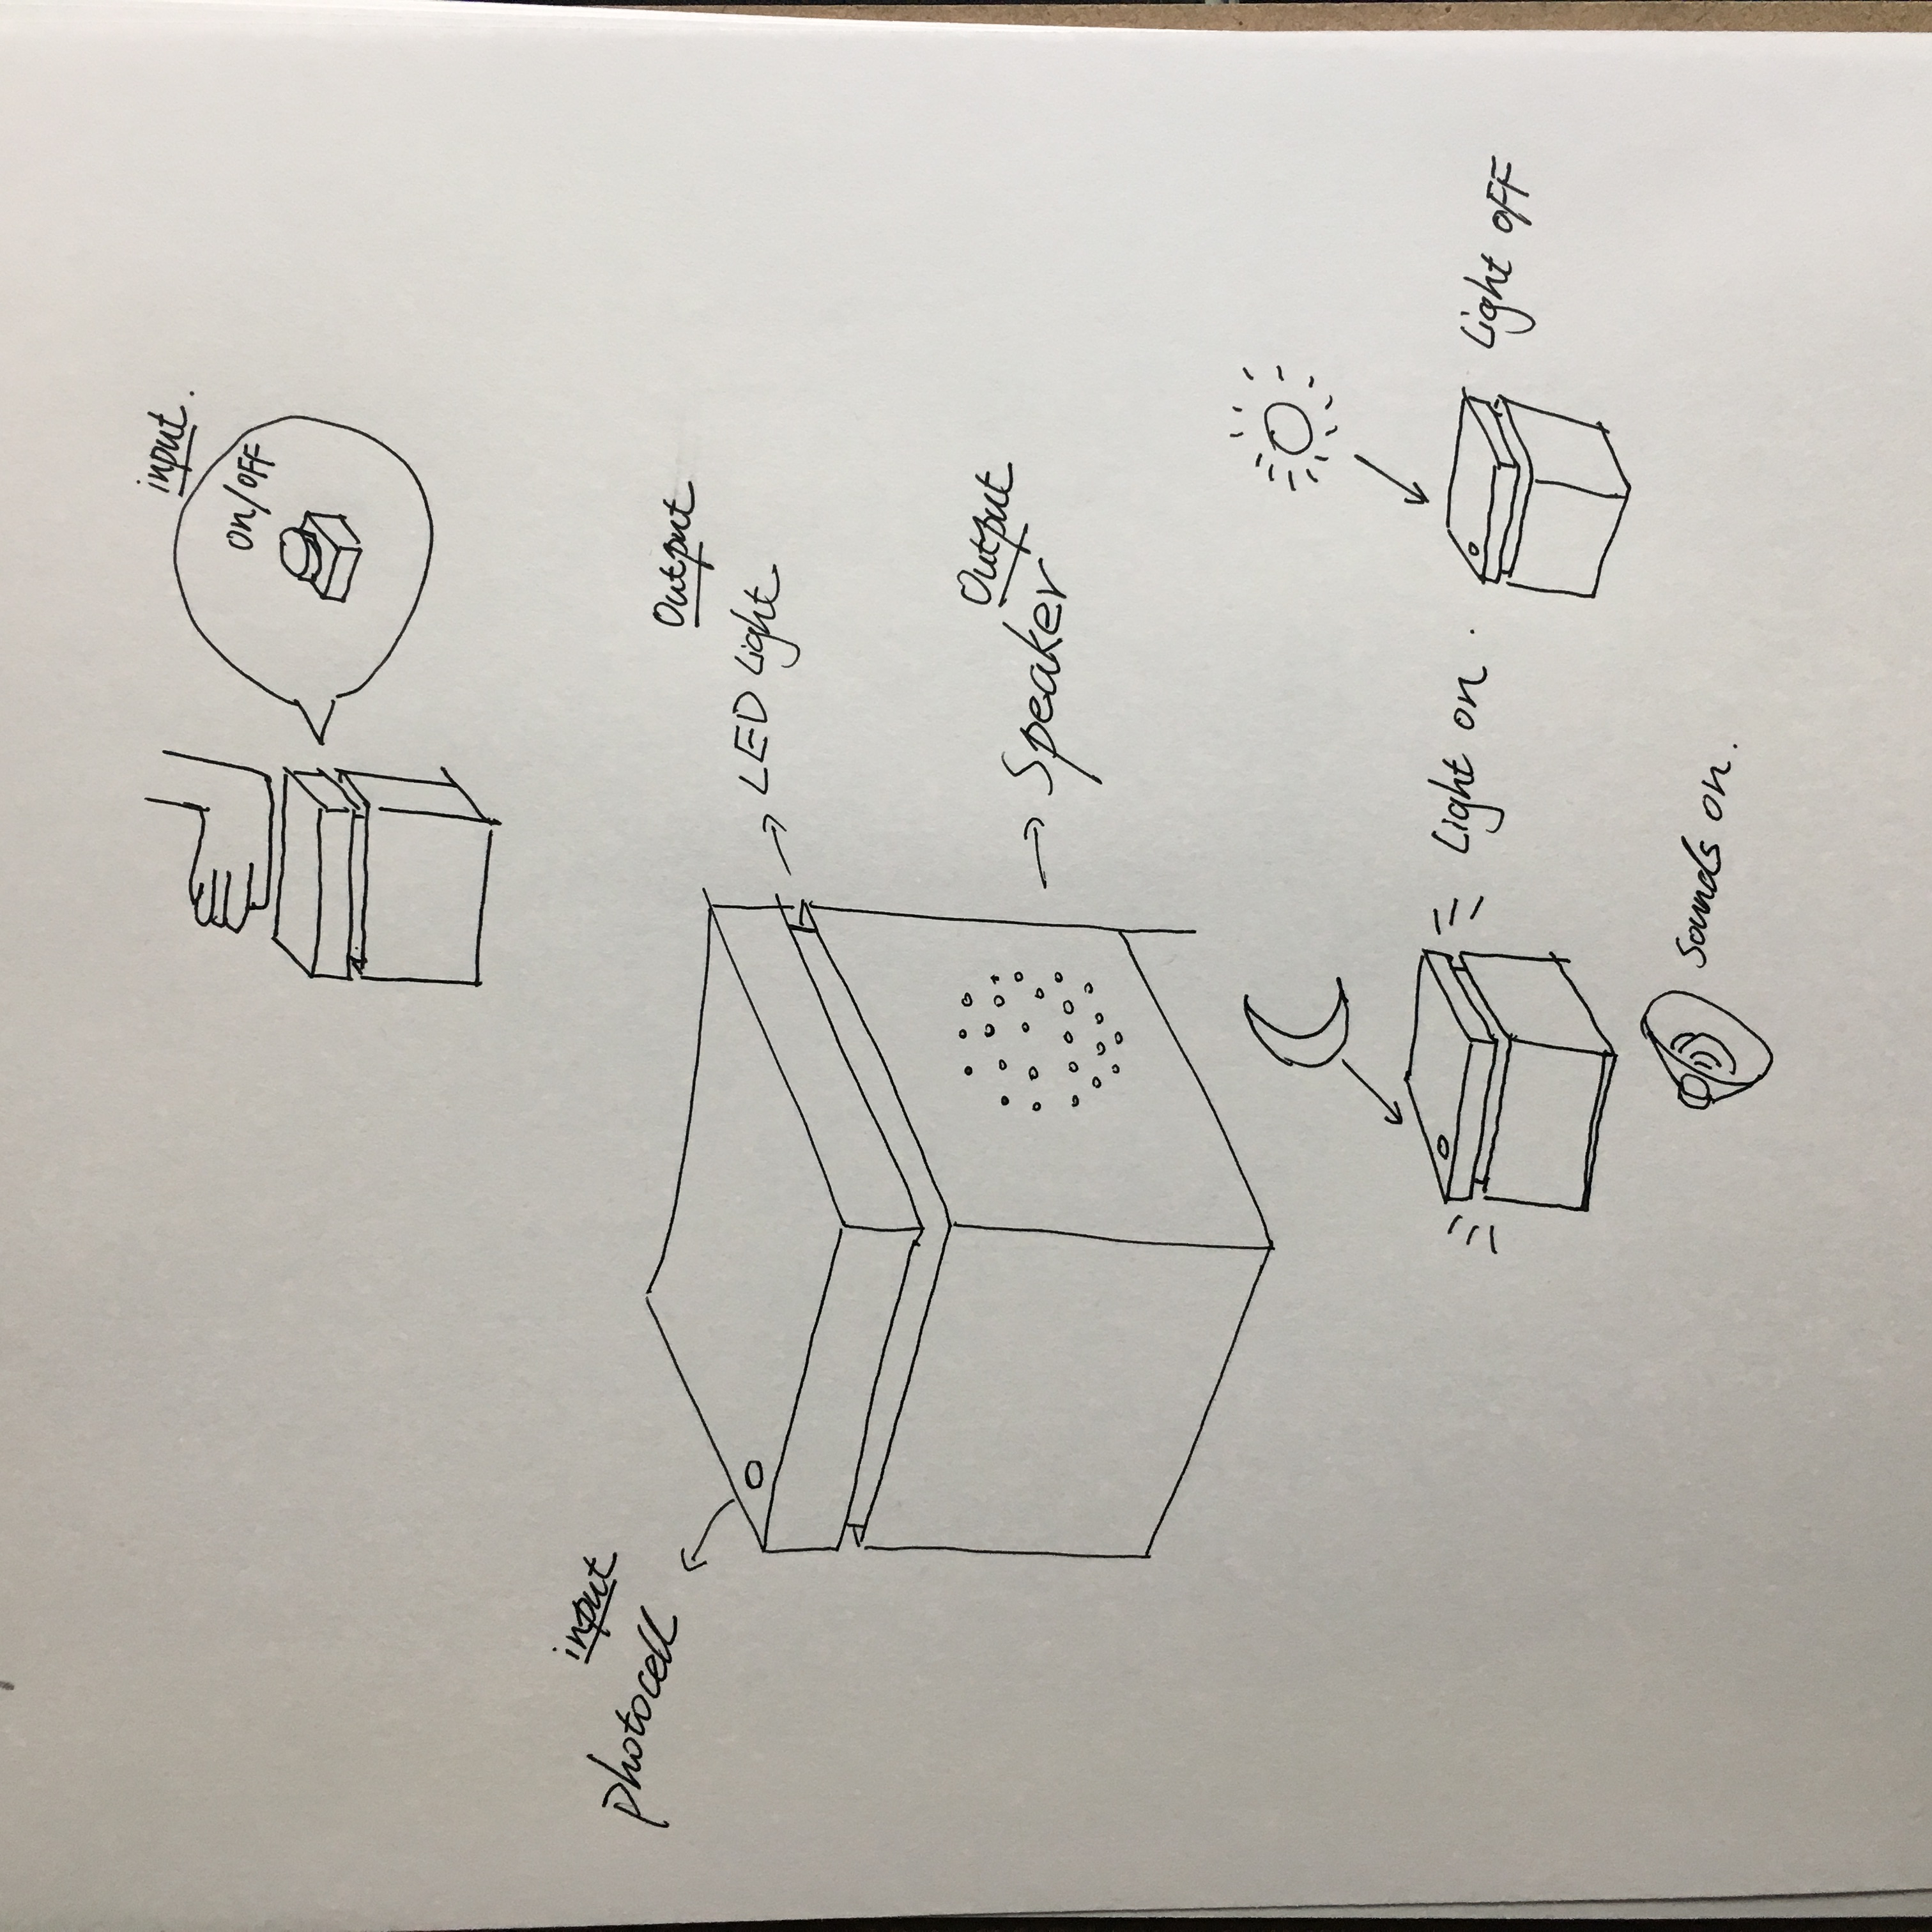 input.
on/off
input
photocell
output
LED Light
output
Speaker
Light on.
Light off
Sounds on.